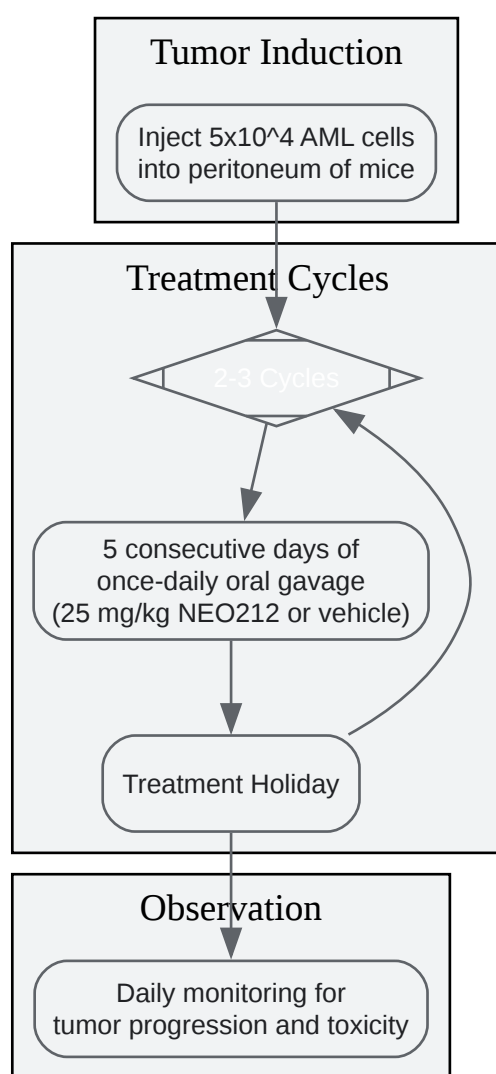 Tumor Induction
Inject 5x10^4 AML cells
into peritoneum of mice
Treatment Cycles
2-3 Cycles
5 consecutive days of
once-daily oral gavage
(25 mg/kg NEO212 or vehicle)
Treatment Holiday
Observation
Daily monitoring for
tumor progression and toxicity